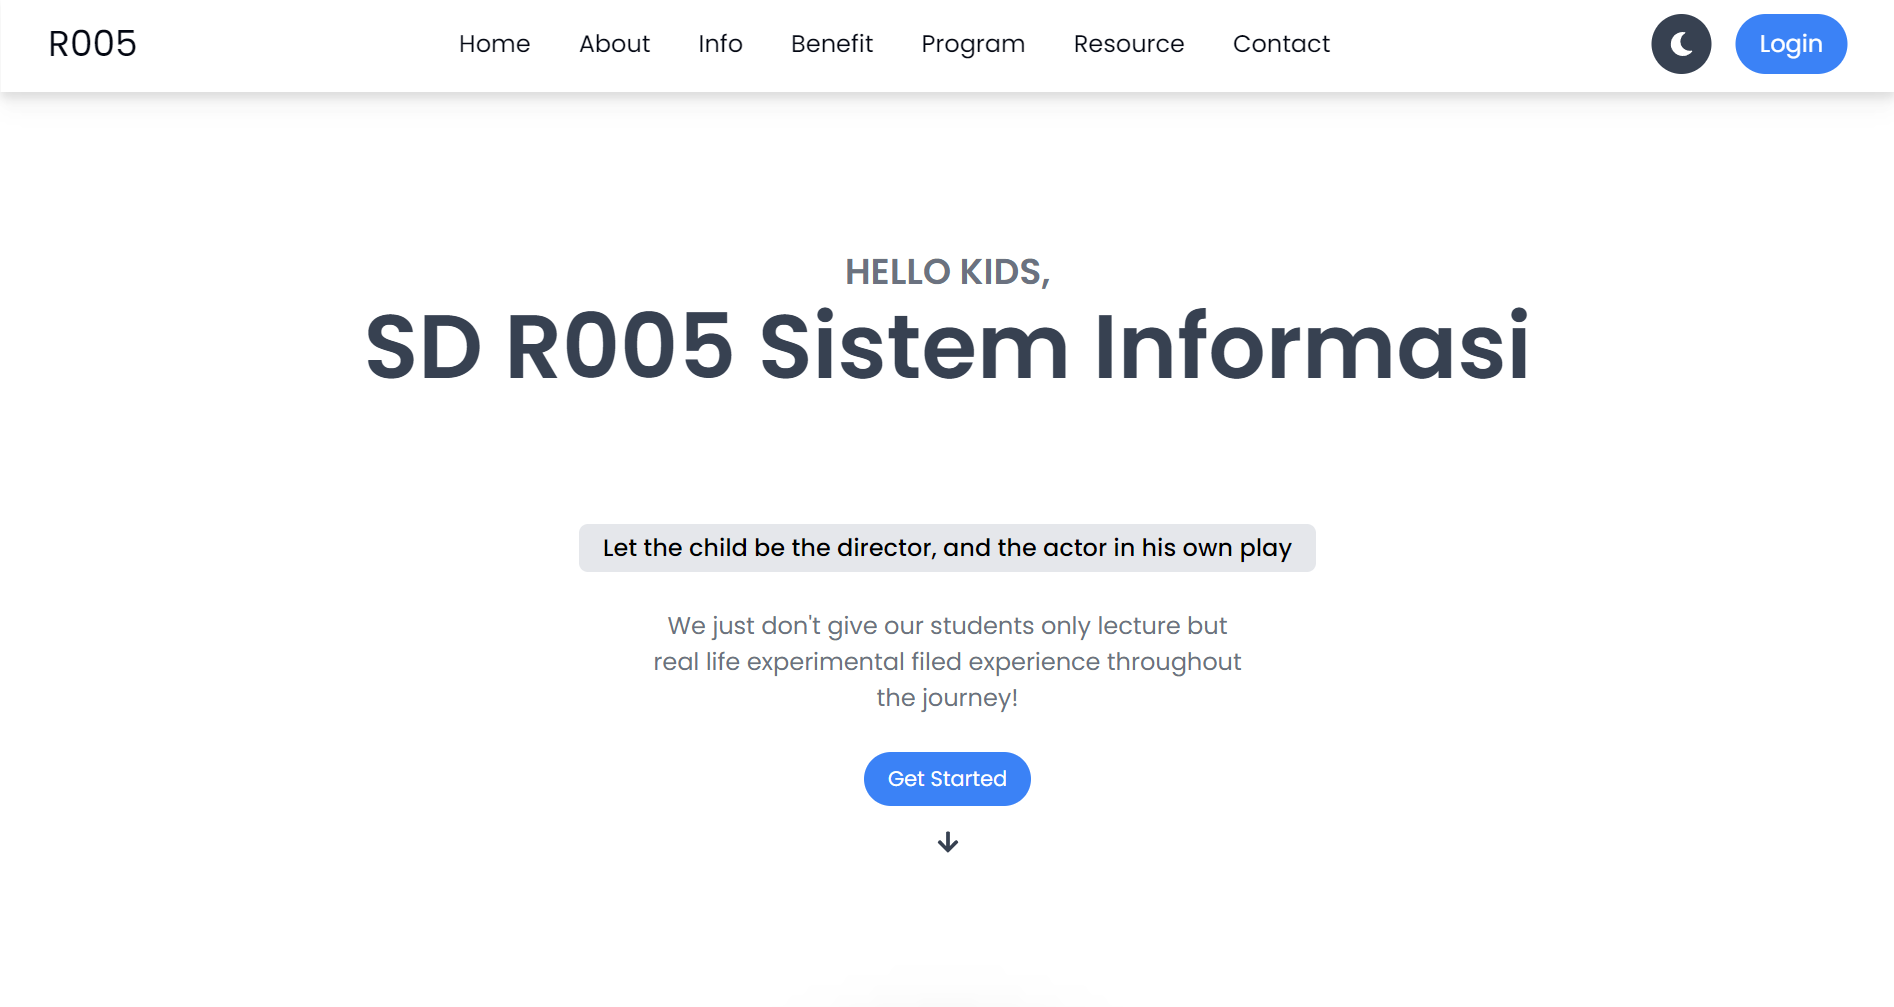 R005
Home About Info Benefit Program Resource Contact
Login
HELLO KIDS,
SD R005 Sistem Informasi
Let the child be the director, and the actor in his own play
We just don't give our students only lecture but
real life experimental filed experience throughout
the journey!
Get Started